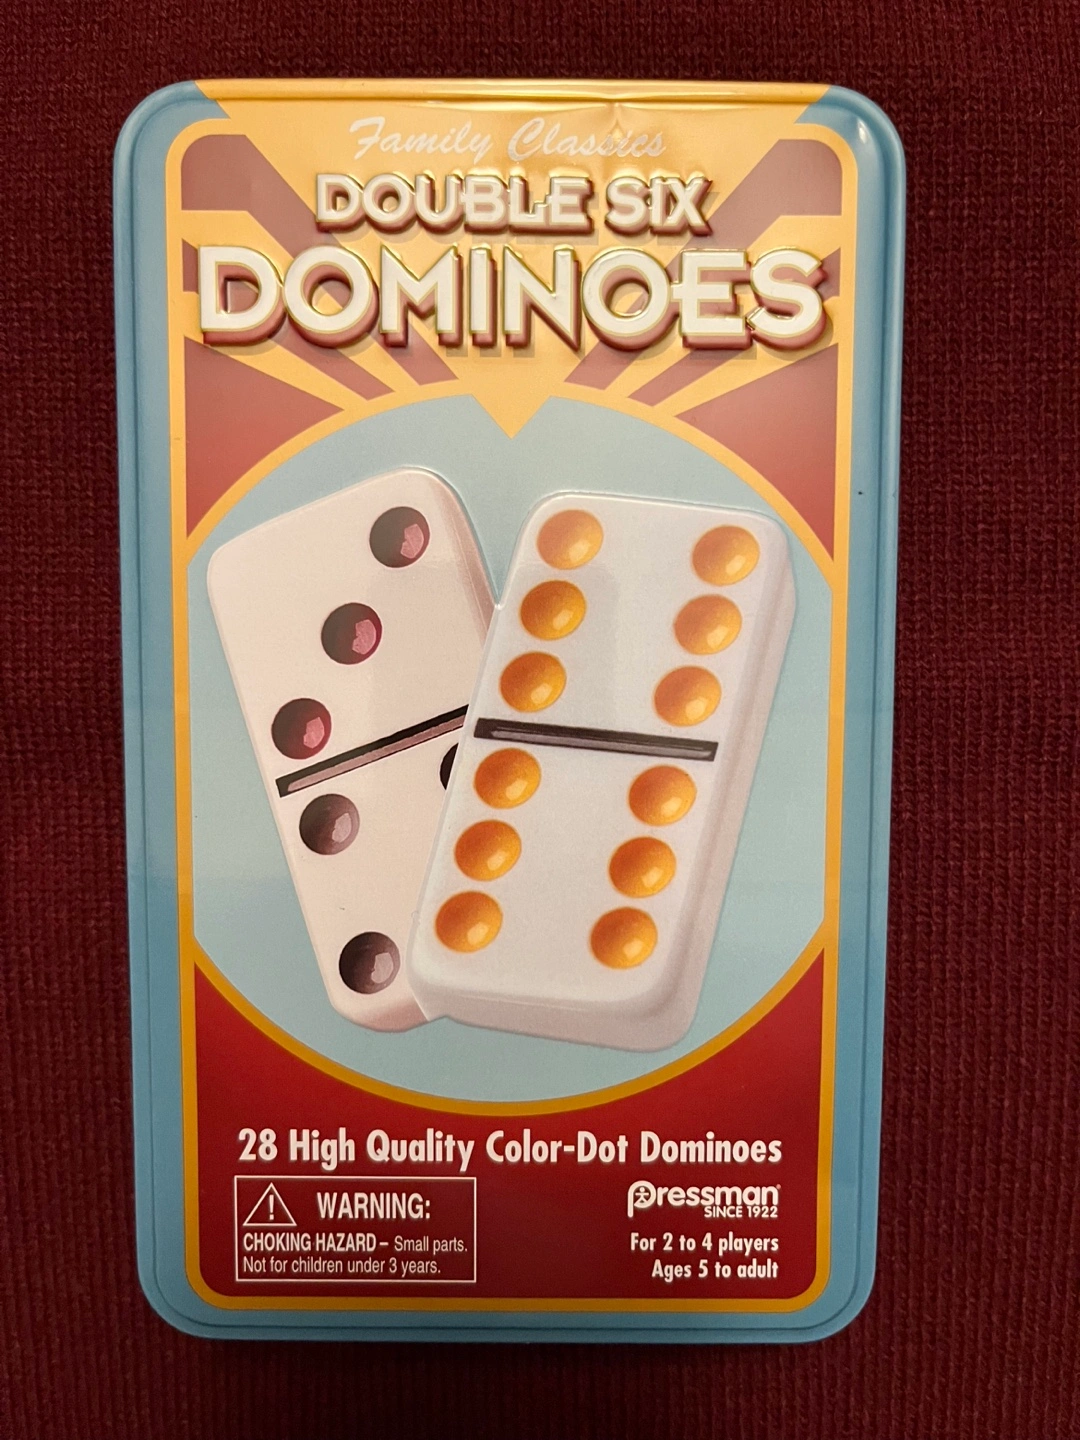 Family Classics
DOUBLE SIX
DOMINOES
28 High Quality Color-Dot Dominoes
WARNING:
CHOKING HAZARD – Small parts.
Not for children under 3 years.
Pressman®
SINCE 1922
For 2 to 4 players
Ages 5 to adult